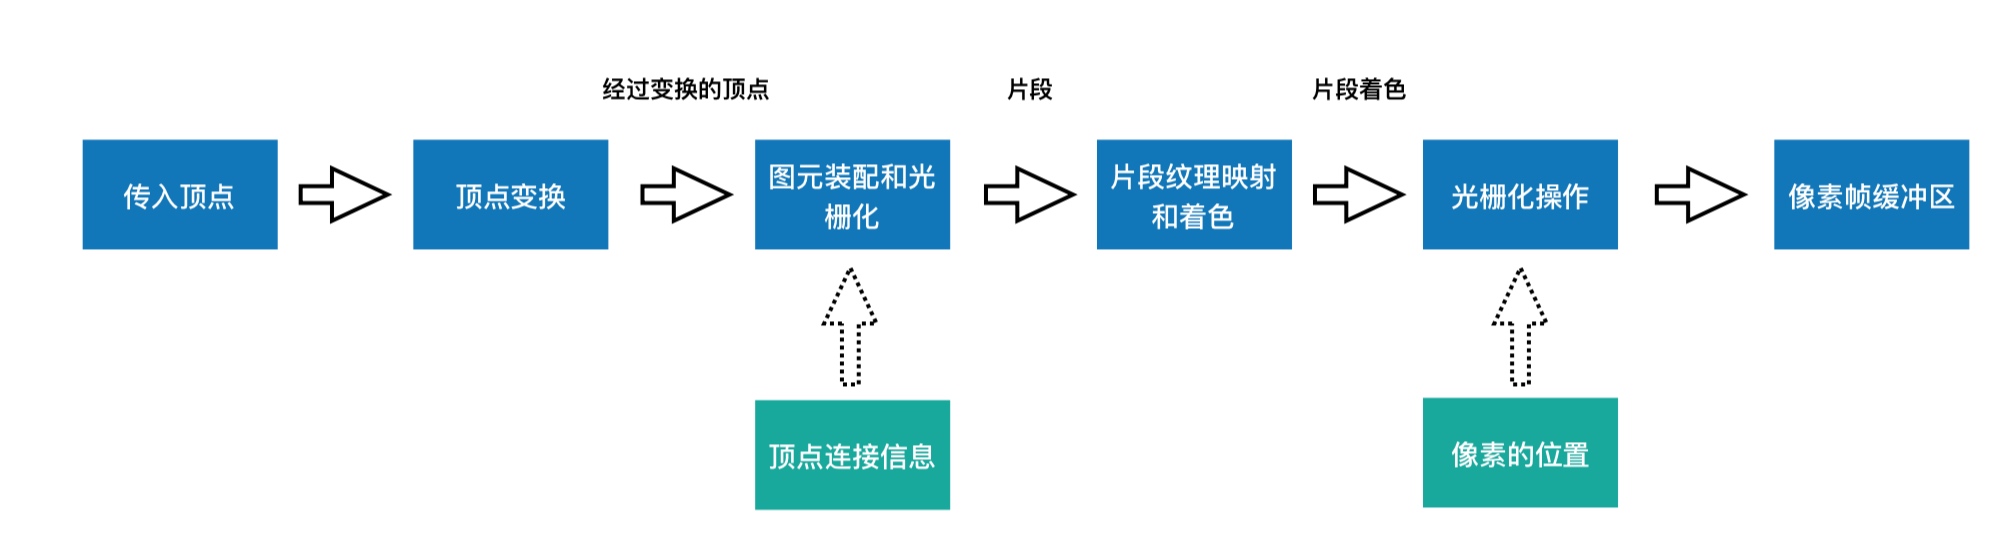 经过变换的顶点
片段
片段着色
传入顶点
顶点变换
图元装配和光
栅化
片段纹理映射
和着色
光栅化操作
像素帧缓冲区
顶点连接信息
像素的位置